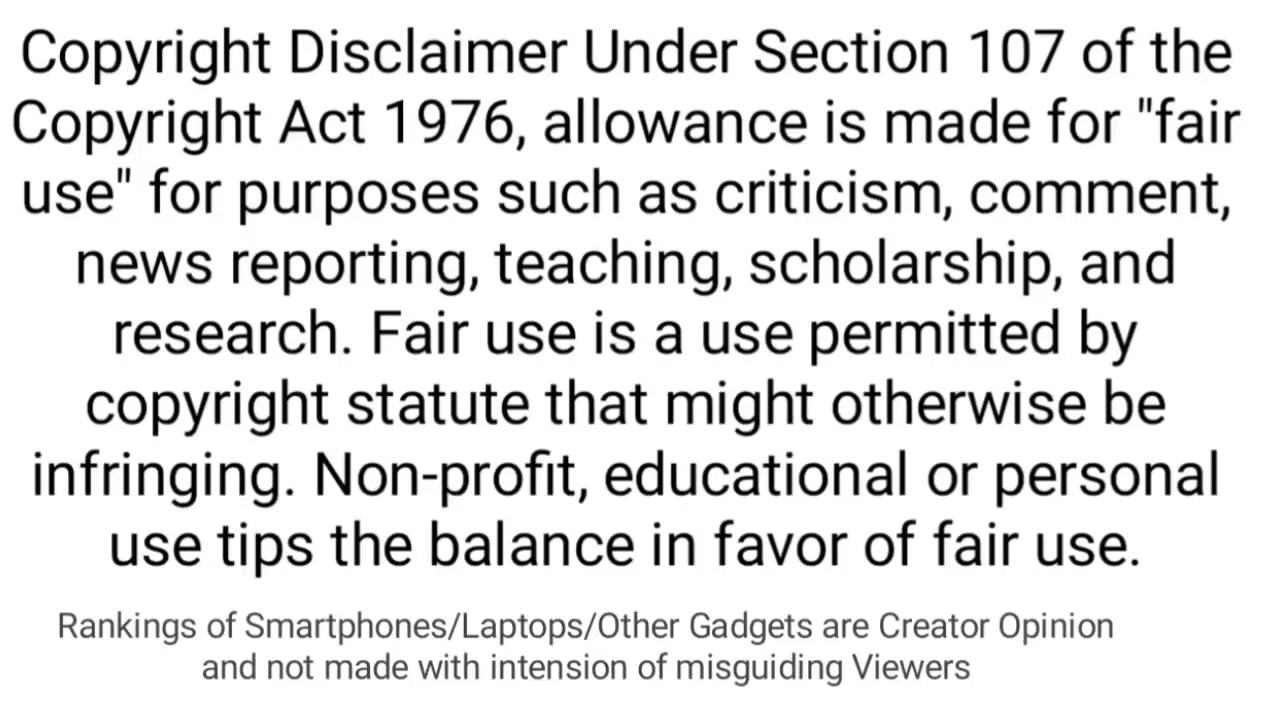 Copyright Disclaimer Under Section 107 of the
Copyright Act 1976, allowance is made for "fair
use" for purposes such as criticism, comment,
news reporting, teaching, scholarship, and
research. Fair use is a use permitted by
copyright statute that might otherwise be
infringing. Non-profit, educational or personal
use tips the balance in favor of fair use.
Rankings of Smartphones/Laptops/Other Gadgets are Creator Opinion
and not made with intension of misguiding Viewers